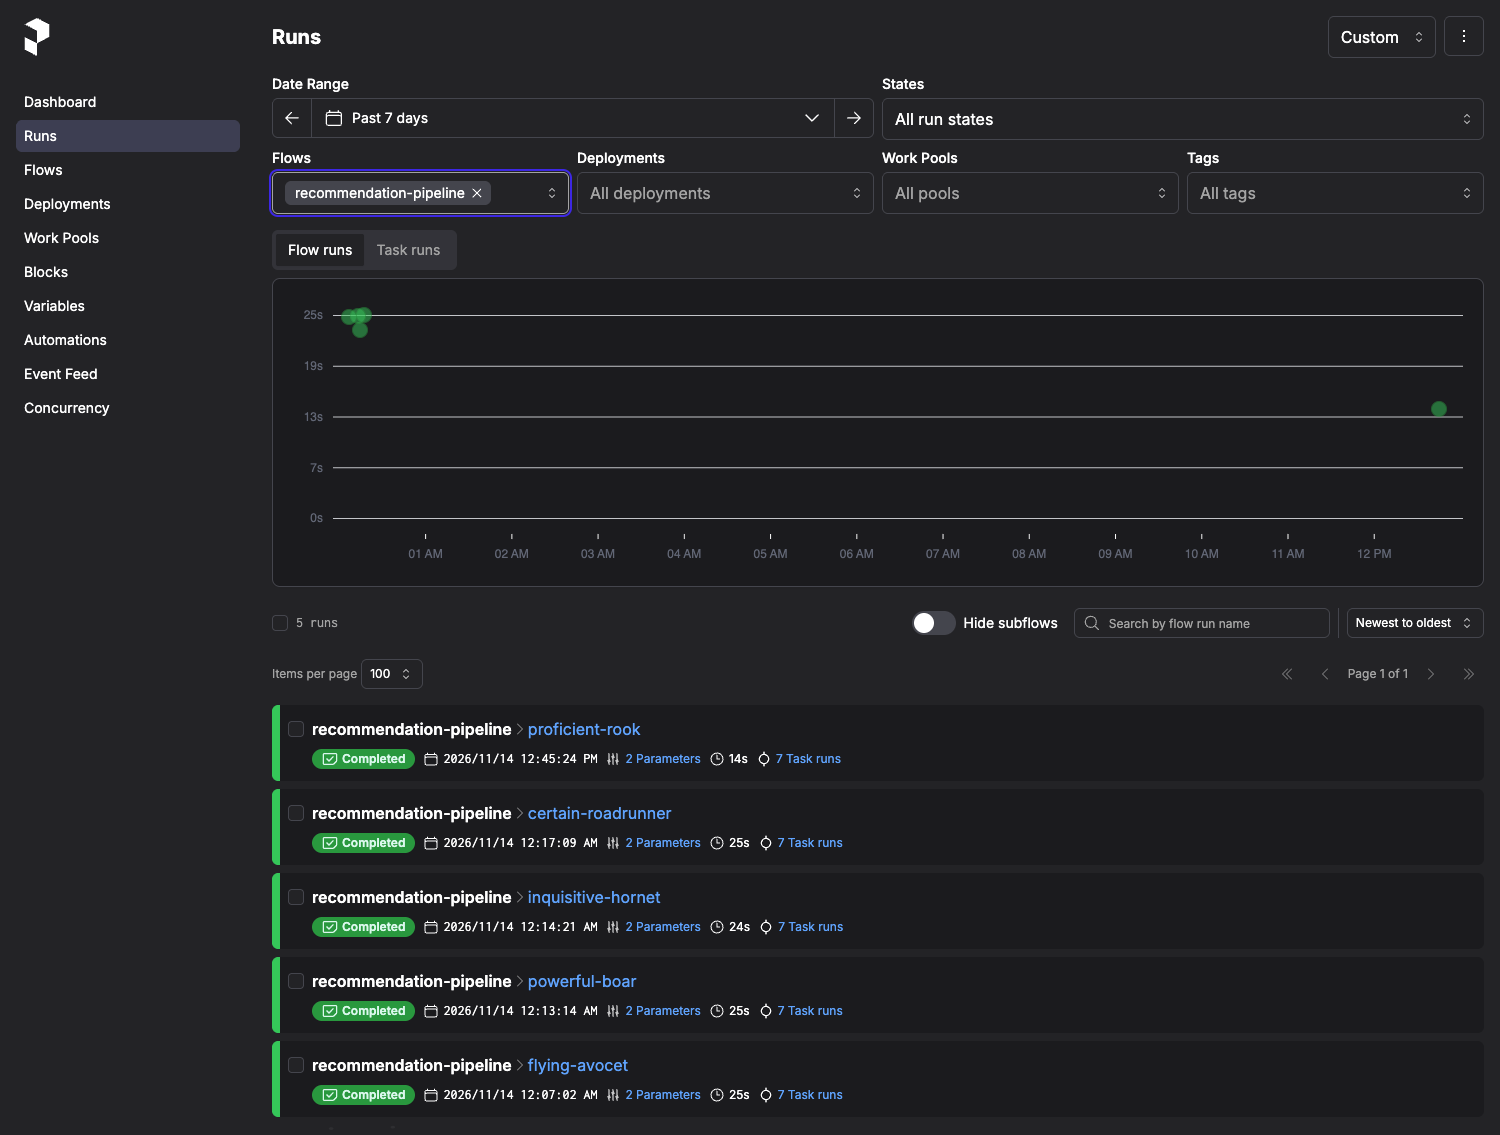 Dashboard
Runs
Flows
Deployments
Work Pools
Blocks
Variables
Automations
Event Feed
Concurrency
Runs
Custom
Date Range
Past 7 days
States
All run states
Flows
recommendation-pipeline
Deployments
All deployments
Work Pools
All pools
Tags
All tags
Flow runs
Task runs
25s
19s
13s
7s
0s
01 AM 02 AM 03 AM 04 AM 05 AM 06 AM 07 AM 08 AM 09 AM 10 AM 11 AM 12 PM
5 runs
Hide subflows
Search by flow run name
Newest to oldest
Items per page 100
Page 1 of 1
recommendation-pipeline proficient-rook
Completed 2026/11/14 12:45:24 PM 2 Parameters 14s 7 Task runs
recommendation-pipeline certain-roadrunner
Completed 2026/11/14 12:17:09 AM 2 Parameters 25s 7 Task runs
recommendation-pipeline inquisitive-hornet
Completed 2026/11/14 12:14:21 AM 2 Parameters 24s 7 Task runs
recommendation-pipeline powerful-boar
Completed 2026/11/14 12:13:14 AM 2 Parameters 25s 7 Task runs
recommendation-pipeline flying-avocet
Completed 2026/11/14 12:07:02 AM 2 Parameters 25s 7 Task runs